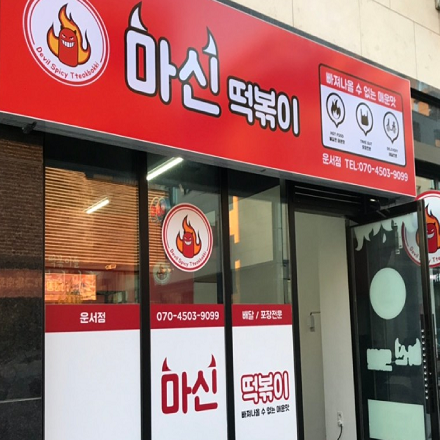 Devil Spicy Tteokbokki
마신 떡볶이
빠져나올 수 없는 매운맛
운서점 TEL:070-4503-9099
Devil Spicy Tteokbokki
운서점
070-4503-9099
배달 / 포장전문
마신
떡볶이
빠져나올 수 없는 매운맛